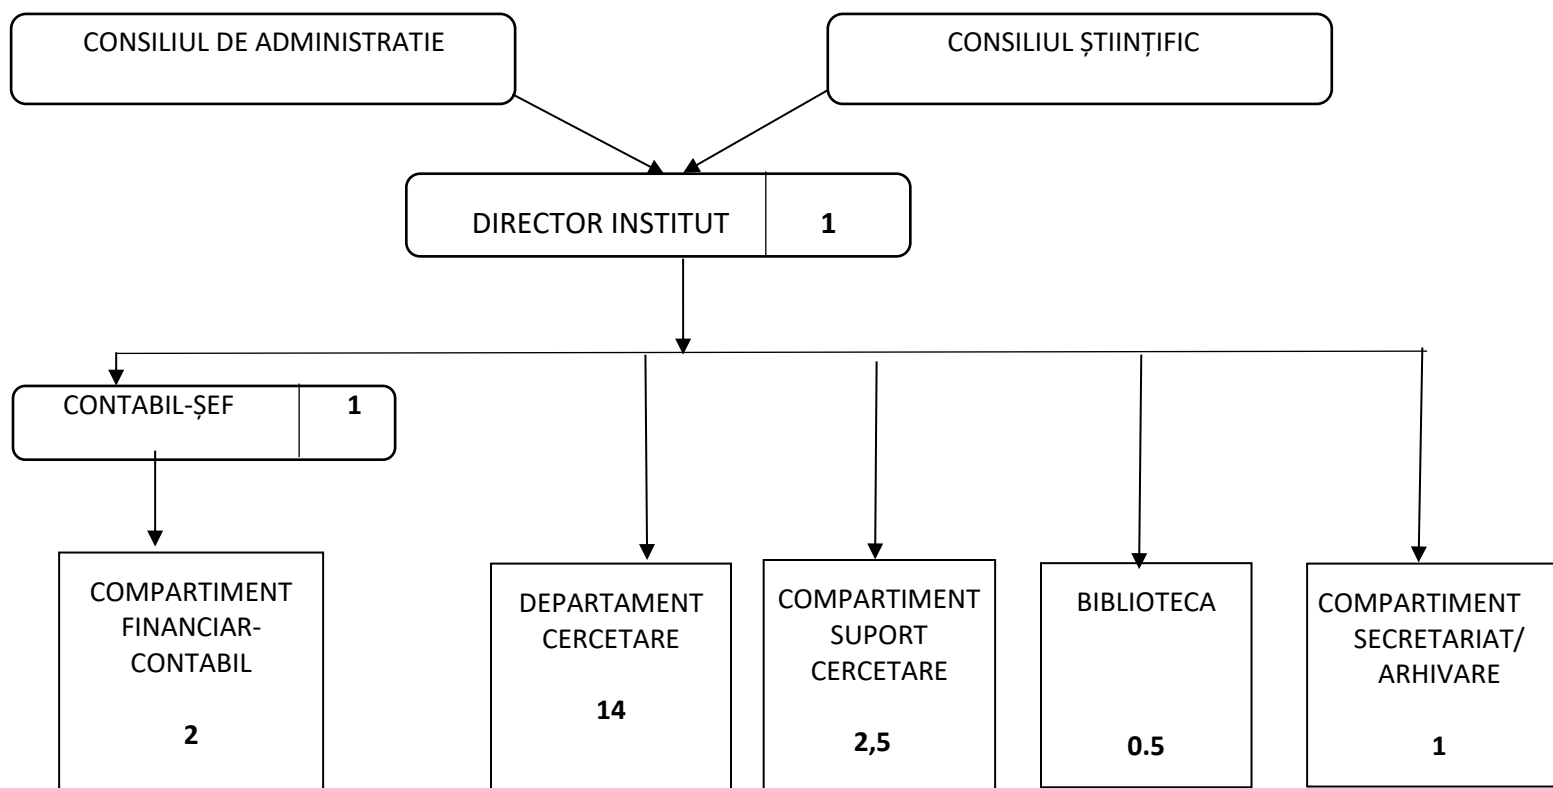 CONSILIUL DE ADMINISTRATIE
CONSILIUL ȘTIINȚIFIC
DIRECTOR INSTITUT
1
CONTABIL-ȘEF
1
COMPARTIMENT
FINANCIAR-
CONTABIL
2
DEPARTAMENT
CERCETARE
14
COMPARTIMENT
SUPORT
CERCETARE
2,5
BIBLIOTECA
0.5
COMPARTIMENT
SECRETARIAT/
ARHIVARE
1